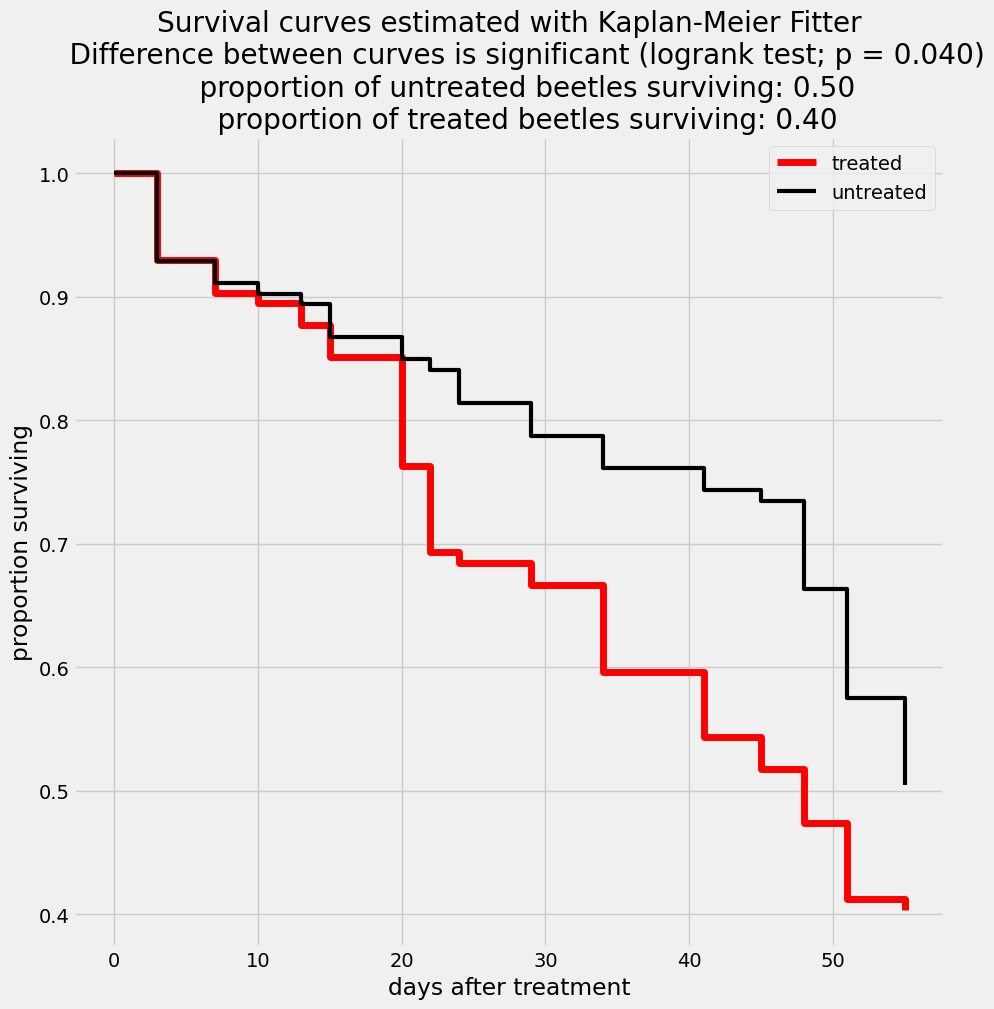 Survival curves estimated with Kaplan-Meier Fitter
Difference between curves is significant (logrank test; p = 0.040)
proportion of untreated beetles surviving: 0.50
proportion of treated beetles surviving: 0.40
treated
untreated
1.0
0.9
0.8
0.7
0.6
0.5
0.4
proportion surviving
0 10 20 30 40 50
days after treatment